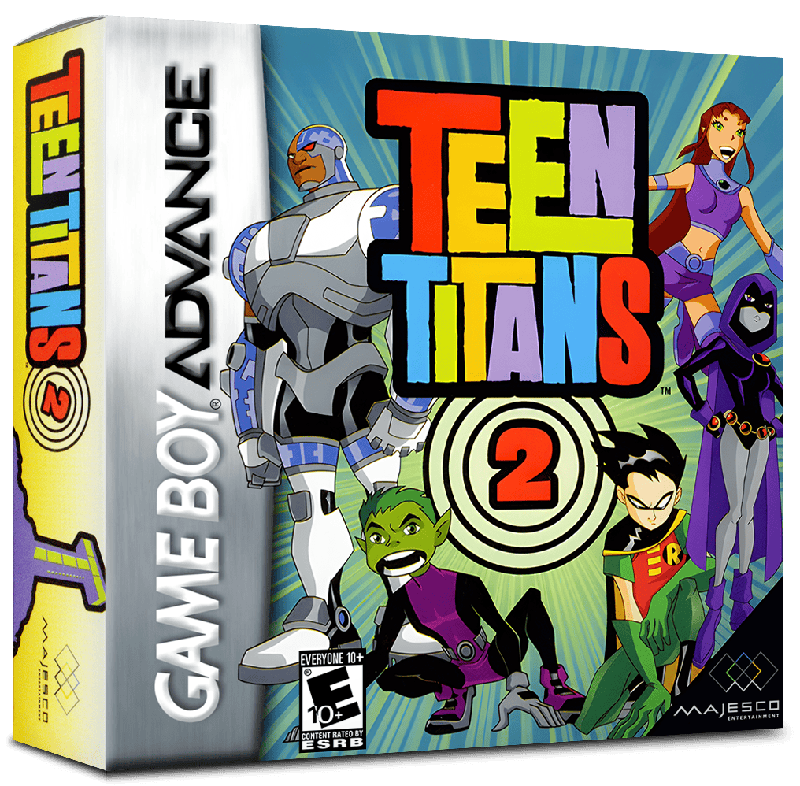 TEEN TITANS
2
MAJESCO
ENTERTAINMENT
GAME BOY ADVANCE
®
TEEN
TITANS
™
2
R
EVERYONE 10+
®
E
10+
CONTENT RATED BY
ESRB
MAJESCO
ENTERTAINMENT